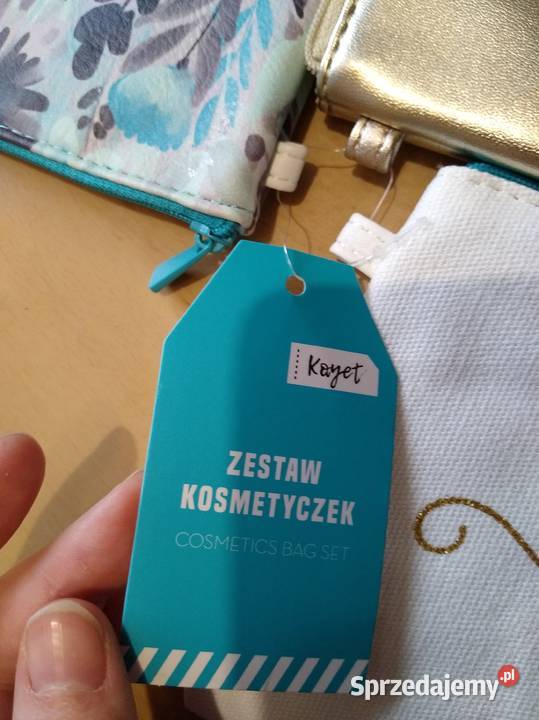 Kayet
ZESTAW
KOSMETYCZEK
COSMETICS BAG SET
Sprzedajemy.pl